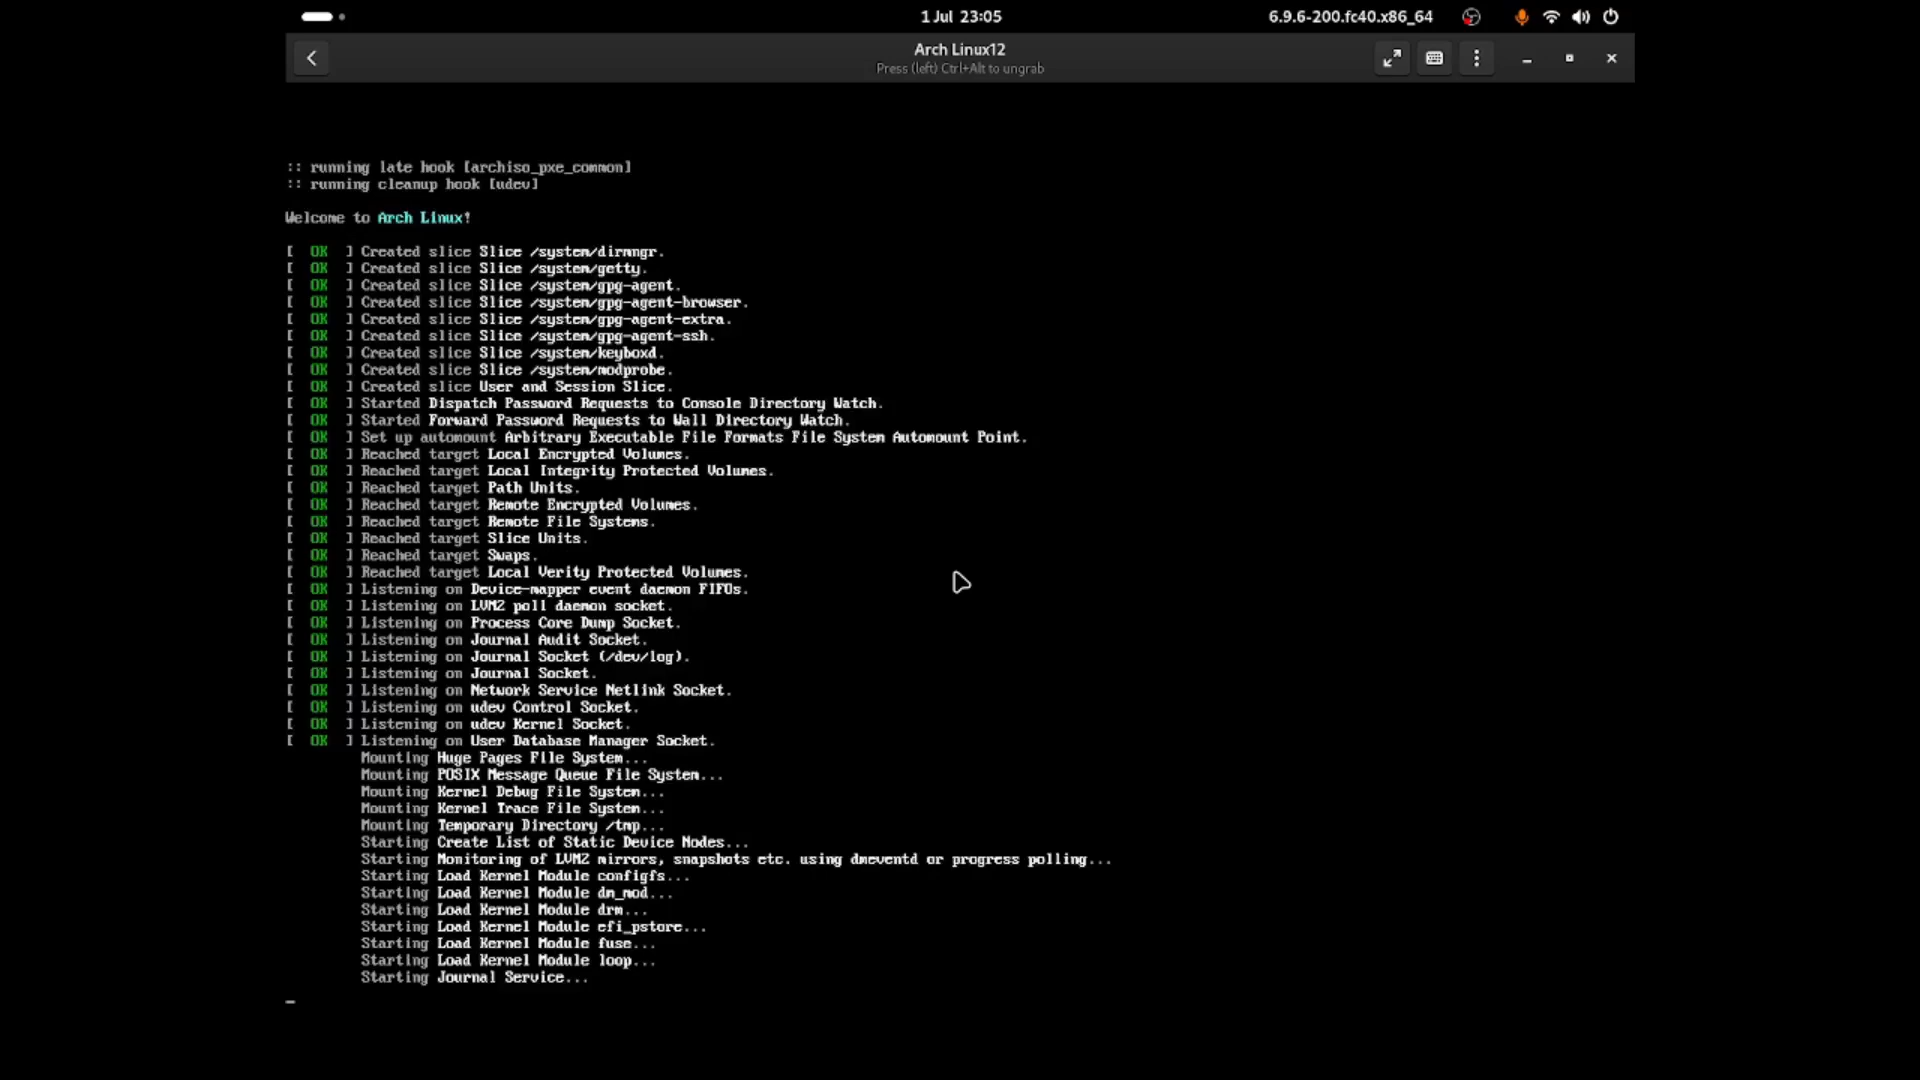 1 Jul 23:05
6.9.6-200.fc40.x86_64
Arch Linux12
Press (left) Ctrl+Alt to ungrab
:: running late hook [archiso_pxe_common]
:: running cleanup hook [udev]
Welcome to Arch Linux!
[  OK  ] Created slice Slice /system/dirmngr.
[  OK  ] Created slice Slice /system/getty.
[  OK  ] Created slice Slice /system/gpg-agent.
[  OK  ] Created slice Slice /system/gpg-agent-browser.
[  OK  ] Created slice Slice /system/gpg-agent-extra.
[  OK  ] Created slice Slice /system/gpg-agent-ssh.
[  OK  ] Created slice Slice /system/keyboxd.
[  OK  ] Created slice Slice /system/modprobe.
[  OK  ] Created slice User and Session Slice.
[  OK  ] Started Dispatch Password Requests to Console Directory Watch.
[  OK  ] Started Forward Password Requests to Wall Directory Watch.
[  OK  ] Set up automount Arbitrary Executable File Formats File System Automount Point.
[  OK  ] Reached target Local Encrypted Volumes.
[  OK  ] Reached target Local Integrity Protected Volumes.
[  OK  ] Reached target Path Units.
[  OK  ] Reached target Remote Encrypted Volumes.
[  OK  ] Reached target Remote File Systems.
[  OK  ] Reached target Slice Units.
[  OK  ] Reached target Swaps.
[  OK  ] Reached target Local Verity Protected Volumes.
[  OK  ] Listening on Device-mapper event daemon FIFOs.
[  OK  ] Listening on LVM2 poll daemon socket.
[  OK  ] Listening on Process Core Dump Socket.
[  OK  ] Listening on Journal Audit Socket.
[  OK  ] Listening on Journal Socket (/dev/log).
[  OK  ] Listening on Journal Socket.
[  OK  ] Listening on Network Service Netlink Socket.
[  OK  ] Listening on udev Control Socket.
[  OK  ] Listening on udev Kernel Socket.
[  OK  ] Listening on User Database Manager Socket.
Mounting Huge Pages File System...
Mounting POSIX Message Queue File System...
Mounting Kernel Debug File System...
Mounting Kernel Trace File System...
Mounting Temporary Directory /tmp...
Starting Create List of Static Device Nodes...
Starting Monitoring of LVM2 mirrors, snapshots etc. using dmeventd or progress polling...
Starting Load Kernel Module configfs...
Starting Load Kernel Module dm_mod...
Starting Load Kernel Module drm...
Starting Load Kernel Module efi_pstore...
Starting Load Kernel Module fuse...
Starting Load Kernel Module loop...
Starting Journal Service...